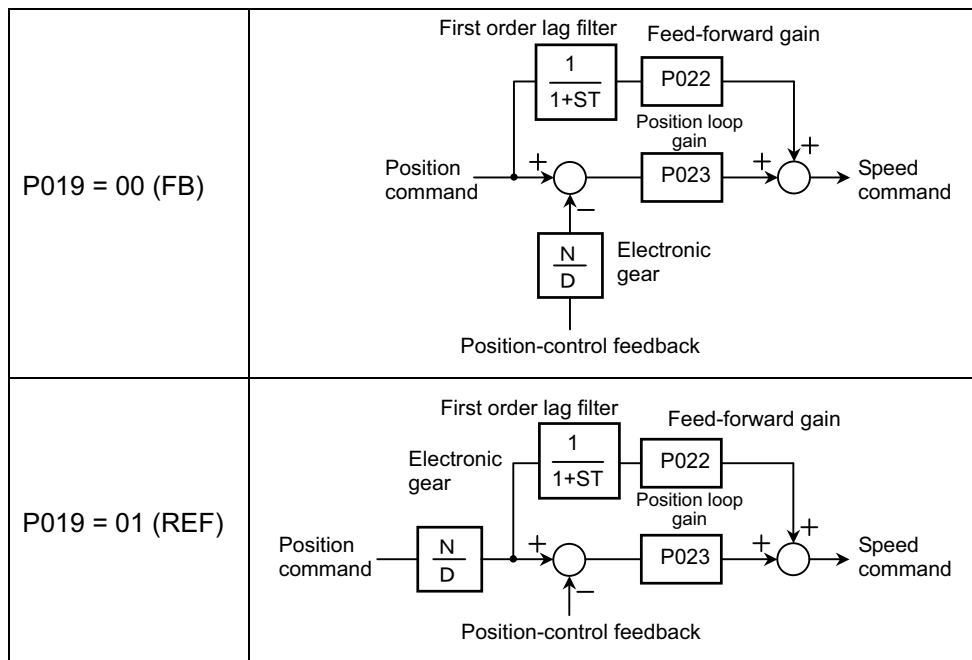 First order lag filter
Feed-forward gain
1
1+ST
P022
Position loop
gain
P019 = 00 (FB)
Position
command
+
P023
+
+
Speed
command
−
N
D
Electronic
gear
Position-control feedback
First order lag filter
Feed-forward gain
Electronic
gear
1
1+ST
P022
Position loop
gain
P019 = 01 (REF)
Position
command
N
D
+
P023
+
+
Speed
command
−
Position-control feedback